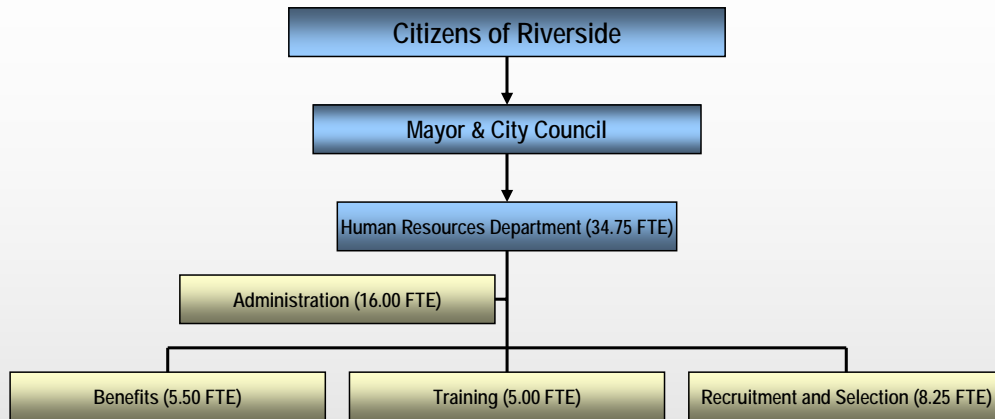 Citizens of Riverside
Mayor & City Council
Human Resources Department (34.75 FTE)
Administration (16.00 FTE)
Benefits (5.50 FTE)
Training (5.00 FTE)
Recruitment and Selection (8.25 FTE)